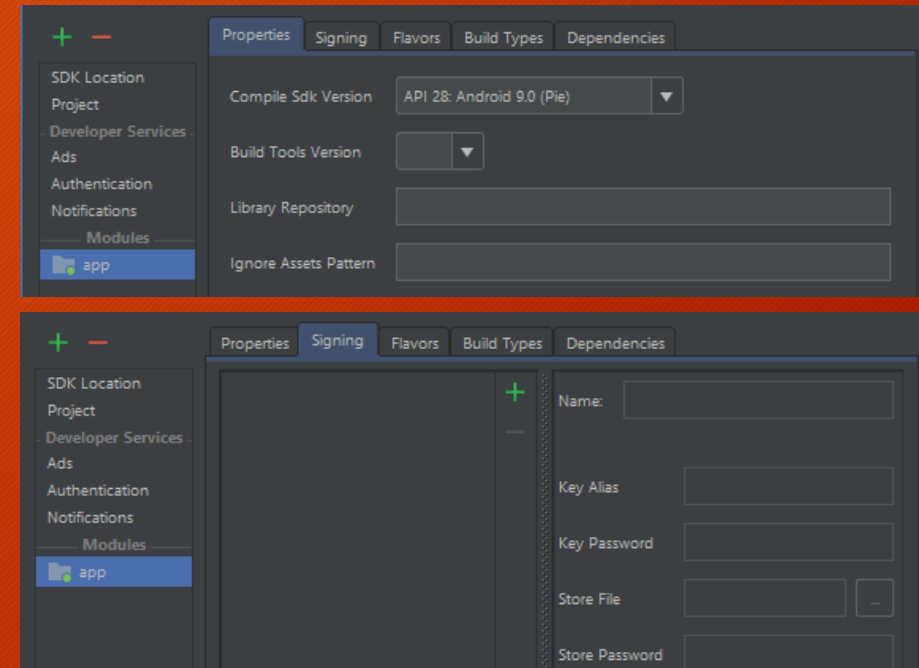 Properties Signing Flavors Build Types Dependencies
SDK Location
Project
Developer Services
Ads
Authentication
Notifications
Modules
app
Compile Sdk Version API 28: Android 9.0 (Pie)
Build Tools Version
Library Repository
Ignore Assets Pattern
Properties Signing Flavors Build Types Dependencies
SDK Location
Project
Developer Services
Ads
Authentication
Notifications
Modules
app
Name:
Key Alias
Key Password
Store File ...
Store Password